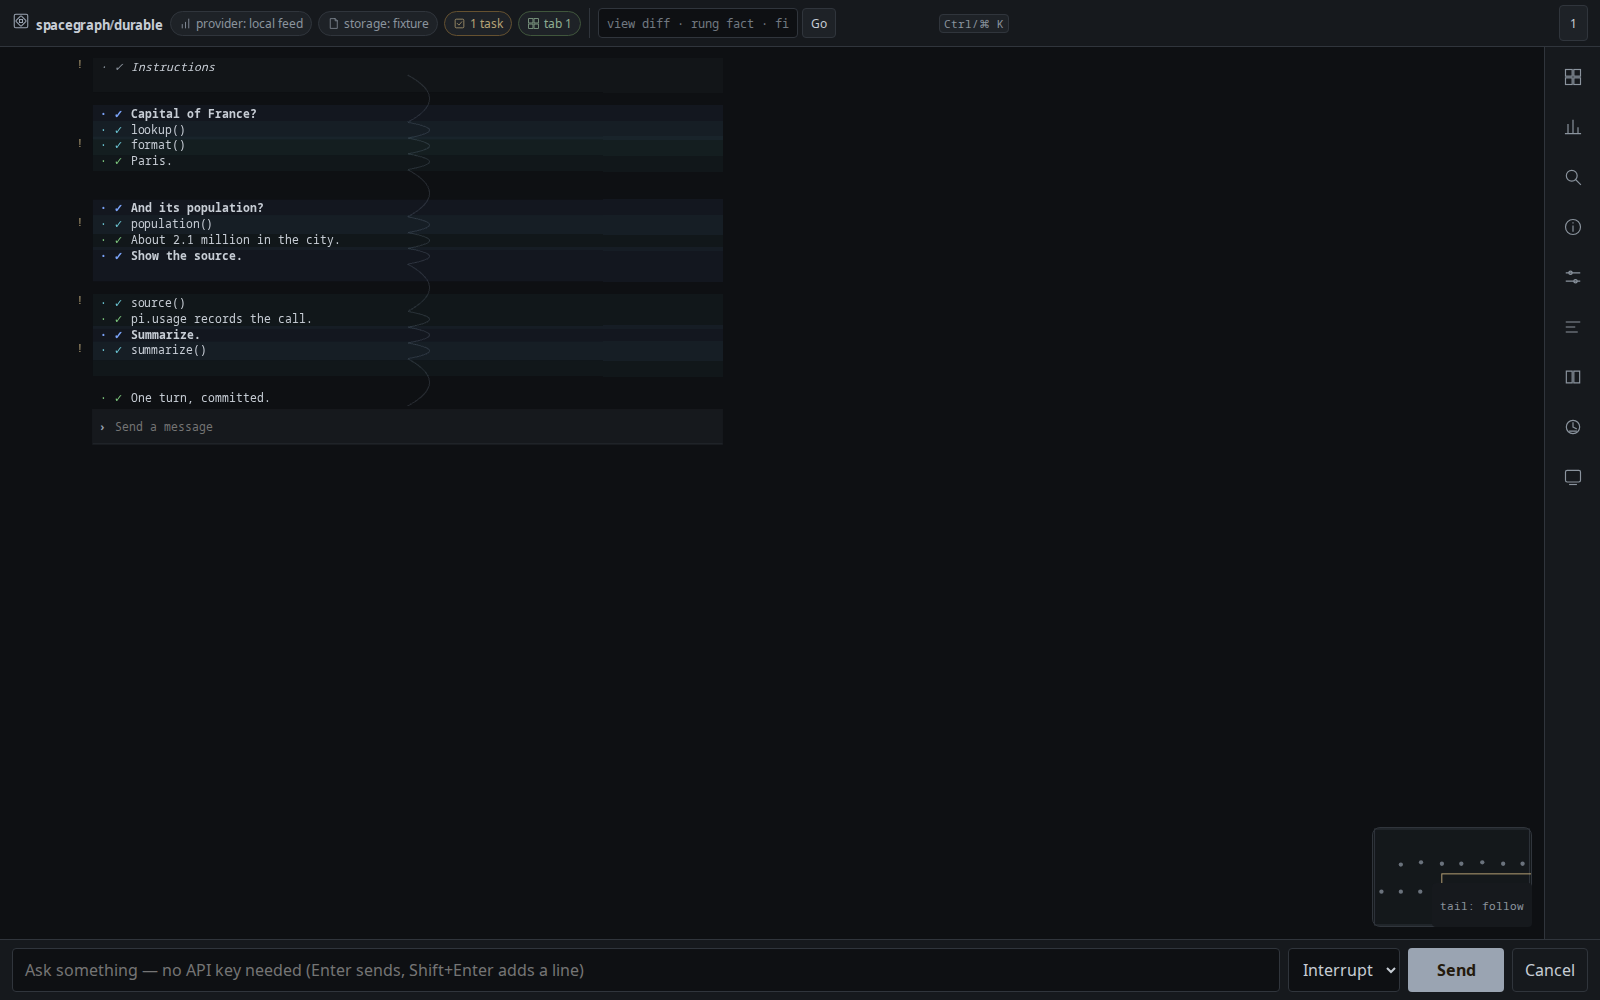 spacegraph/durable
provider: local feed
storage: fixture
1 task
tab 1
view diff · rung fact · fi
Go
Ctrl/⌘ K
1
! · ✓ Instructions
· ✓ Capital of France?
· ✓ lookup()
! · ✓ format()
· ✓ Paris.
· ✓ And its population?
! · ✓ population()
· ✓ About 2.1 million in the city.
· ✓ Show the source.
! · ✓ source()
· ✓ pi.usage records the call.
· ✓ Summarize.
! · ✓ summarize()
· ✓ One turn, committed.
› Send a message
tail: follow
Ask something — no API key needed (Enter sends, Shift+Enter adds a line)
Interrupt
Send
Cancel